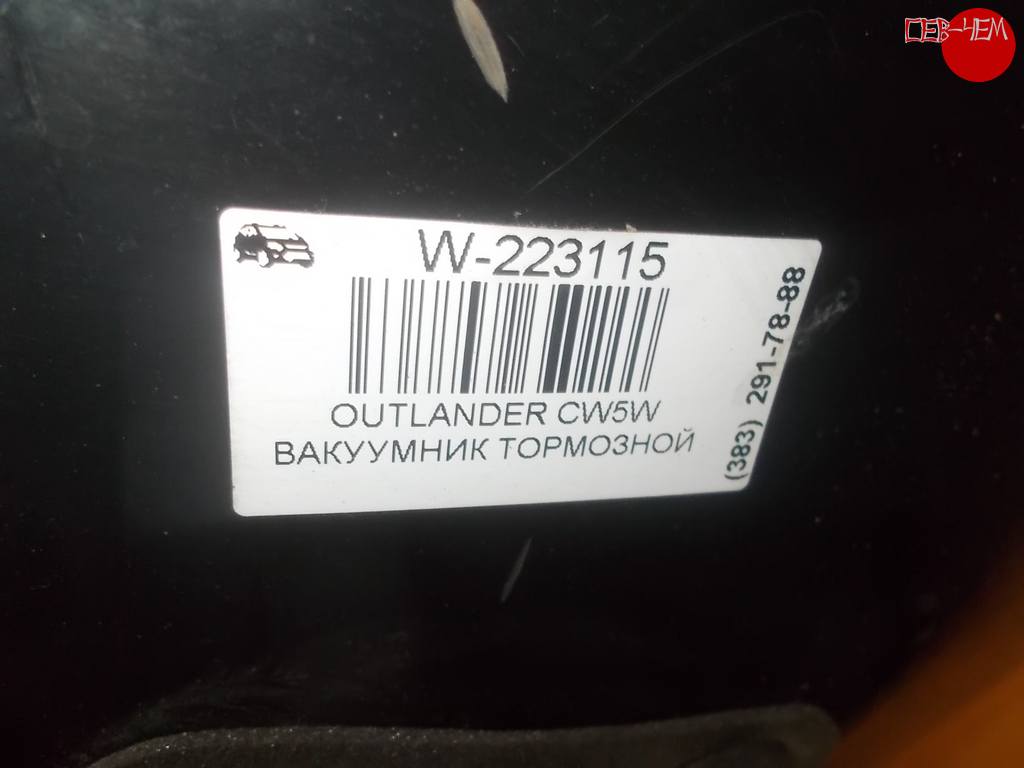 W-223115
OUTLANDER CW5W
ВАКУУМНИК ТОРМОЗНОЙ
(383) 291-78-88